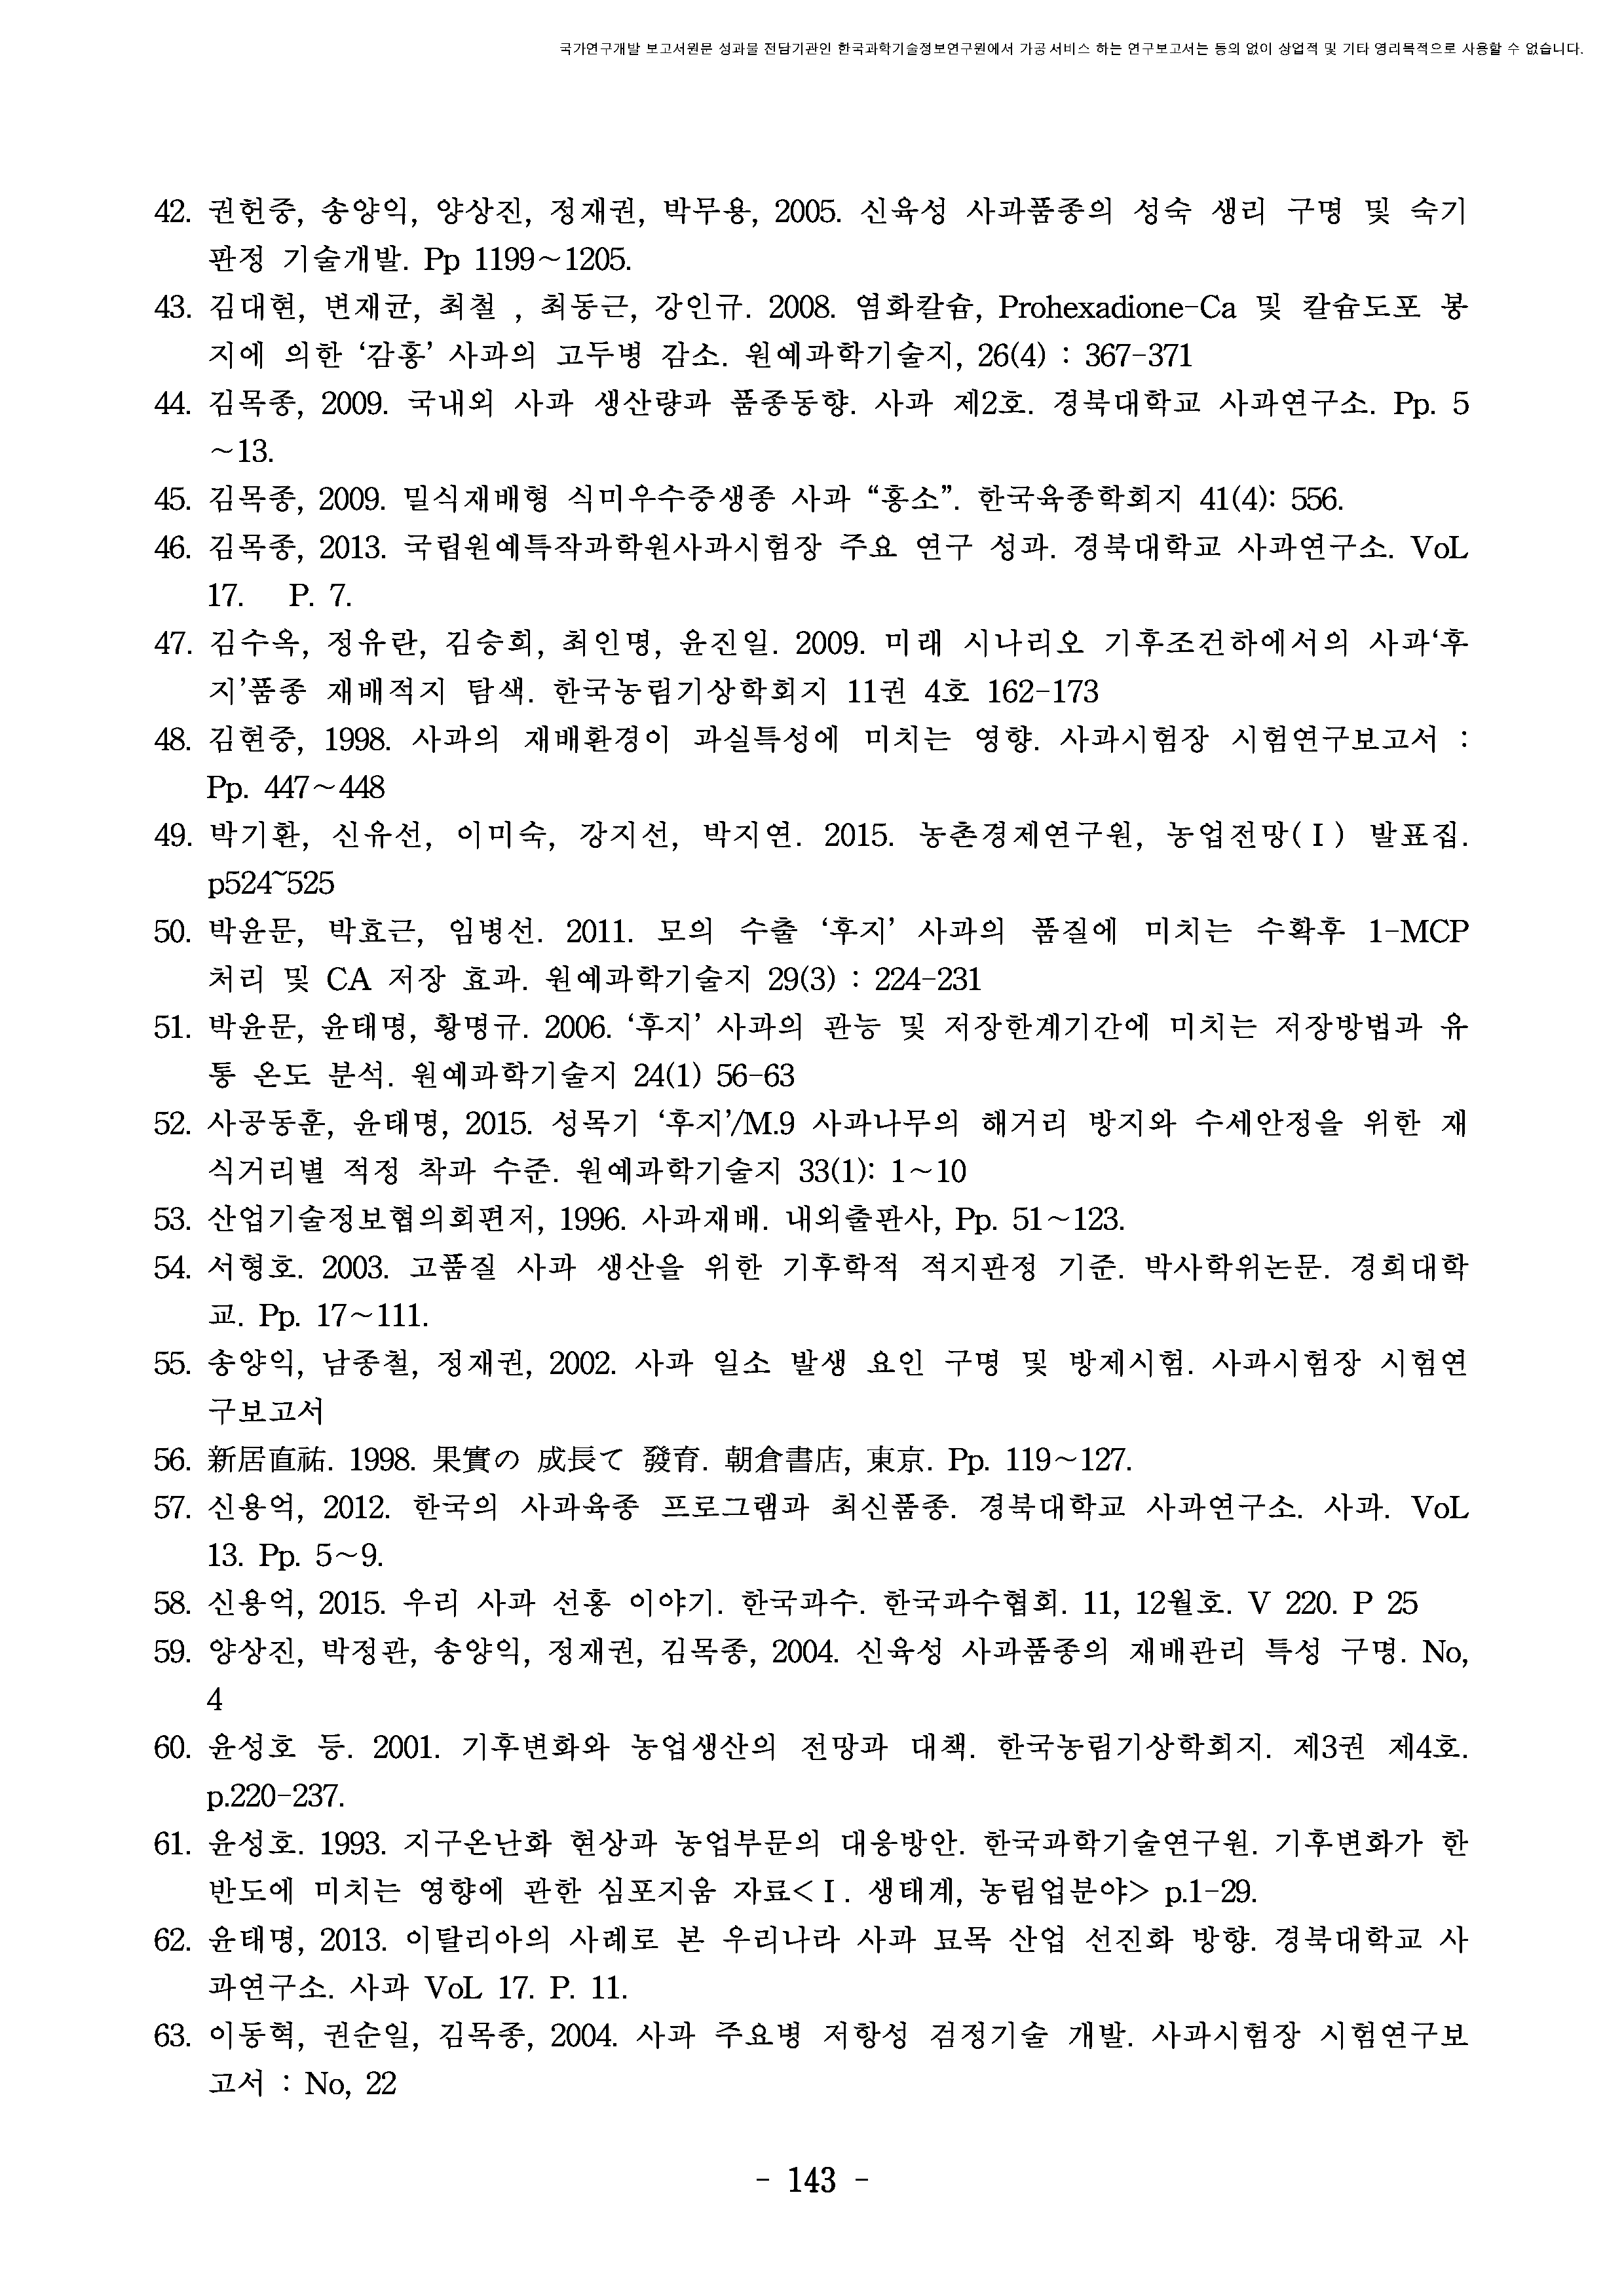 국가연구개발 보고서원문 성과물 전담기관인 한국과학기술정보연구원에서 가공·서비스 하는 연구보고서는 동의 없이 상업적 및 기타 영리목적으로 사용할 수 없습니다.
42. 권헌중, 송양익, 양상진, 정재권, 박무용, 2005. 신육성 사과품종의 성숙 생리 구명 및 숙기
판정 기술개발. Pp 1199∼1205.
43. 김대현, 변재균, 최철 , 최동근, 강인규. 2008. 염화칼슘, Prohexadione-Ca 및 칼슘도포 봉
지에 의한 ‘감홍’ 사과의 고두병 감소. 원예과학기술지, 26(4) : 367-371
44. 김목종, 2009. 국내외 사과 생산량과 품종동향. 사과 제2호. 경북대학교 사과연구소. Pp. 5
∼13.
45. 김목종, 2009. 밀식재배형 식미우수중생종 사과 “홍소”. 한국육종학회지 41(4): 556.
46. 김목종, 2013. 국립원예특작과학원사과시험장 주요 연구 성과. 경북대학교 사과연구소. VoL
17. P. 7.
47. 김수옥, 정유란, 김승희, 최인명, 윤진일. 2009. 미래 시나리오 기후조건하에서의 사과‘후
지’품종 재배적지 탐색. 한국농림기상학회지 11권 4호 162-173
48. 김현중, 1998. 사과의 재배환경이 과실특성에 미치는 영향. 사과시험장 시험연구보고서 :
Pp. 447∼448
49. 박기환, 신유선, 이미숙, 강지선, 박지연. 2015. 농촌경제연구원, 농업전망(Ⅰ) 발표집.
p524~525
50. 박윤문, 박효근, 임병선. 2011. 모의 수출 ‘후지’ 사과의 품질에 미치는 수확후 1-MCP
처리 및 CA 저장 효과. 원예과학기술지 29(3) : 224-231
51. 박윤문, 윤태명, 황명규. 2006. ‘후지’ 사과의 관능 및 저장한계기간에 미치는 저장방법과 유
통 온도 분석. 원예과학기술지 24(1) 56-63
52. 사공동훈, 윤태명, 2015. 성목기 ‘후지’/M.9 사과나무의 해거리 방지와 수세안정을 위한 재
식거리별 적정 착과 수준. 원예과학기술지 33(1): 1∼10
53. 산업기술정보협의회편저, 1996. 사과재배. 내외출판사, Pp. 51∼123.
54. 서형호. 2003. 고품질 사과 생산을 위한 기후학적 적지판정 기준. 박사학위논문. 경희대학
교. Pp. 17∼111.
55. 송양익, 남종철, 정재권, 2002. 사과 일소 발생 요인 구명 및 방제시험. 사과시험장 시험연
구보고서
56. 新居直祐. 1998. 果實の 成長て 發育. 朝倉書店, 東京. Pp. 119∼127.
57. 신용억, 2012. 한국의 사과육종 프로그램과 최신품종. 경북대학교 사과연구소. 사과. VoL
13. Pp. 5∼9.
58. 신용억, 2015. 우리 사과 선홍 이야기. 한국과수. 한국과수협회. 11, 12월호. V 220. P 25
59. 양상진, 박정관, 송양익, 정재권, 김목종, 2004. 신육성 사과품종의 재배관리 특성 구명. No,
4
60. 윤성호 등. 2001. 기후변화와 농업생산의 전망과 대책. 한국농림기상학회지. 제3권 제4호.
p.220-237.
61. 윤성호. 1993. 지구온난화 현상과 농업부문의 대응방안. 한국과학기술연구원. 기후변화가 한
반도에 미치는 영향에 관한 심포지움 자료<Ⅰ. 생태계, 농림업분야> p.1-29.
62. 윤태명, 2013. 이탈리아의 사례로 본 우리나라 사과 묘목 산업 선진화 방향. 경북대학교 사
과연구소. 사과 VoL 17. P. 11.
63. 이동혁, 권순일, 김목종, 2004. 사과 주요병 저항성 검정기술 개발. 사과시험장 시험연구보
고서 : No, 22
- 143 -